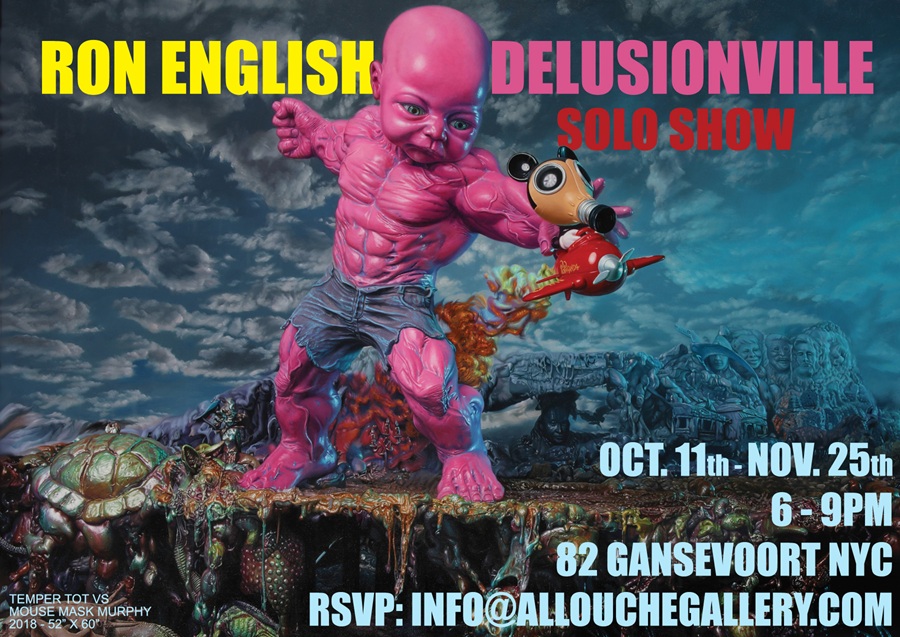 RON ENGLISH DELUSIONVILLE
SOLO SHOW
OCT. 11th - NOV. 25th
6 - 9PM
82 GANSEVOORT NYC
RSVP: INFO@ALLOUCHEGALLERY.COM
TEMPER TOT VS
MOUSE MASK MURPHY
2018 - 52" X 60"